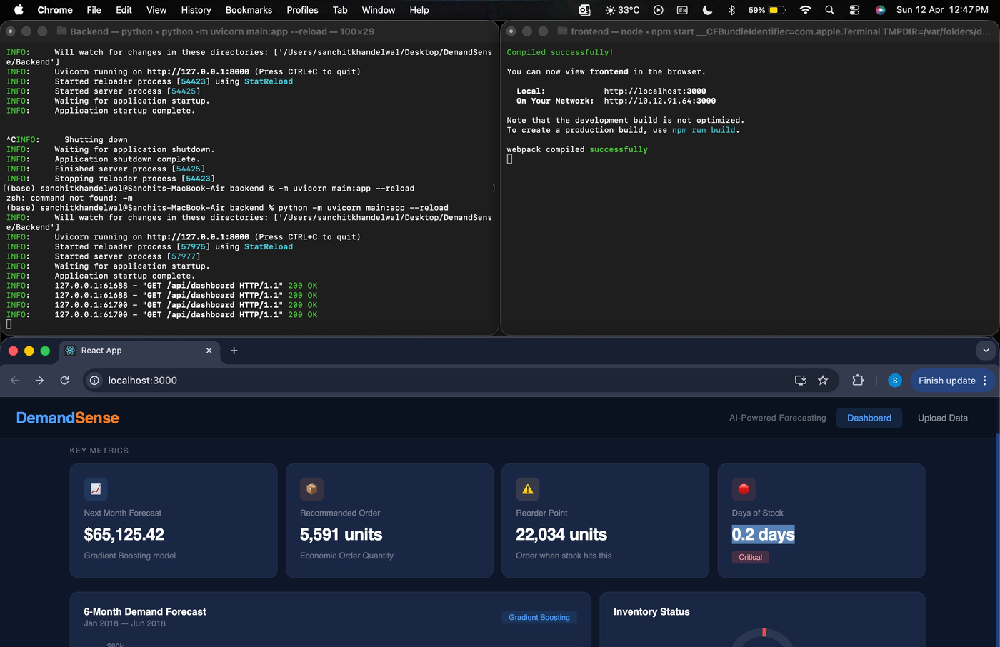 Chrome File Edit View History Bookmarks Profiles Tab Window Help 33°C 59% Sun 12 Apr 12:47 PM
Backend — python ◂ python -m uvicorn main:app --reload — 100×29
INFO: Will watch for changes in these directories: ['/Users/sanchitkhandelwal/Desktop/DemandSens
e/Backend']
INFO: Uvicorn running on http://127.0.0.1:8000 (Press CTRL+C to quit)
INFO: Started reloader process [54423] using StatReload
INFO: Started server process [54425]
INFO: Waiting for application startup.
INFO: Application startup complete.
^CINFO: Shutting down
INFO: Waiting for application shutdown.
INFO: Application shutdown complete.
INFO: Finished server process [54425]
INFO: Stopping reloader process [54423]
[(base) sanchitkhandelwal@Sanchits-MacBook-Air backend % -m uvicorn main:app --reload ]
zsh: command not found: -m
(base) sanchitkhandelwal@Sanchits-MacBook-Air backend % python -m uvicorn main:app --reload
INFO: Will watch for changes in these directories: ['/Users/sanchitkhandelwal/Desktop/DemandSens
e/Backend']
INFO: Uvicorn running on http://127.0.0.1:8000 (Press CTRL+C to quit)
INFO: Started reloader process [57975] using StatReload
INFO: Started server process [57977]
INFO: Waiting for application startup.
INFO: Application startup complete.
INFO: 127.0.0.1:61688 - "GET /api/dashboard HTTP/1.1" 200 OK
INFO: 127.0.0.1:61688 - "GET /api/dashboard HTTP/1.1" 200 OK
INFO: 127.0.0.1:61700 - "GET /api/dashboard HTTP/1.1" 200 OK
INFO: 127.0.0.1:61700 - "GET /api/dashboard HTTP/1.1" 200 OK
frontend — node ◂ npm start __CFBundleIdentifier=com.apple.Terminal TMPDIR=/var/folders/d...
Compiled successfully!
You can now view frontend in the browser.
Local: http://localhost:3000
On Your Network: http://10.12.91.64:3000
Note that the development build is not optimized.
To create a production build, use npm run build.
webpack compiled successfully
React App
localhost:3000
S
Finish update
DemandSense
AI-Powered Forecasting Dashboard Upload Data
KEY METRICS
Next Month Forecast
$65,125.42
Gradient Boosting model
Recommended Order
5,591 units
Economic Order Quantity
Reorder Point
22,034 units
Order when stock hits this
Days of Stock
0.2 days
Critical
6-Month Demand Forecast
Jan 2018 — Jun 2018
Gradient Boosting
$80k
Inventory Status